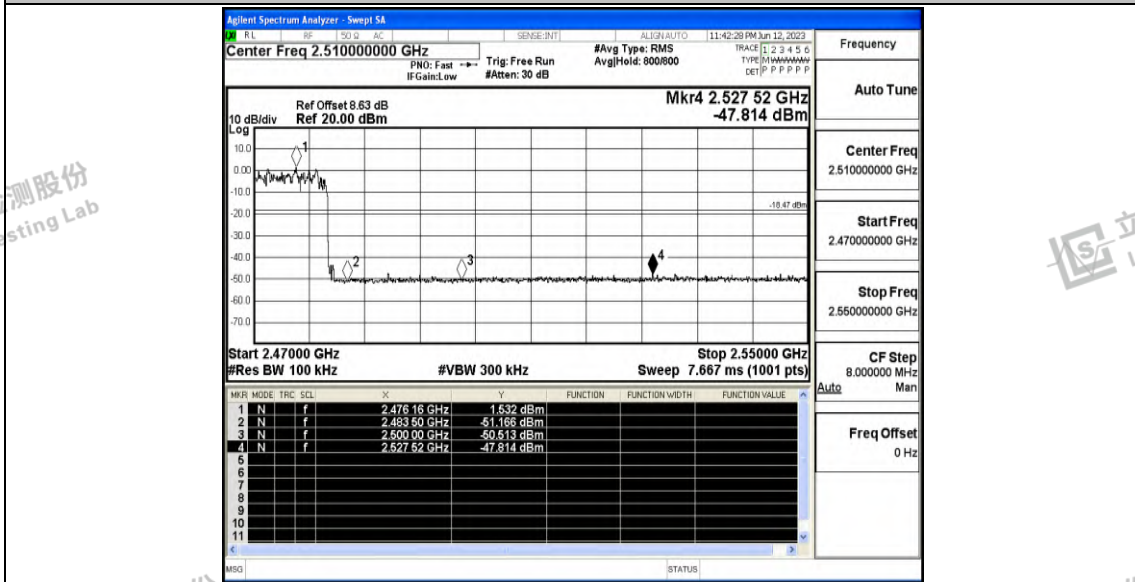 Agilent Spectrum Analyzer - Swept SA
RL RF 50 Ω AC SENSE:INT ALIGNAUTO 11:42:28 PM Jun 12, 2023
Center Freq 2.510000000 GHz
PNO: Fast
IFGain:Low
Trig: Free Run
#Atten: 30 dB
#Avg Type: RMS
Avg|Hold: 800/800
TRACE 1 2 3 4 5 6
TYPE M
DET P P P P P P
Frequency
Auto Tune
Center Freq
2.510000000 GHz
Start Freq
2.470000000 GHz
Stop Freq
2.550000000 GHz
CF Step
8.000000 MHz
Auto Man
Freq Offset
0 Hz
Mkr4 2.527 52 GHz
-47.814 dBm
Ref Offset 8.63 dB
10 dB/div Ref 20.00 dBm
Log
10.0
0.00
-10.0
-20.0
-30.0
-40.0
-50.0
-60.0
-70.0
1
2
3
4
-18.47 dBm
Start 2.47000 GHz Stop 2.55000 GHz
#Res BW 100 kHz #VBW 300 kHz Sweep 7.667 ms (1001 pts)
MKR MODE TRC SCL X Y FUNCTION FUNCTION WIDTH FUNCTION VALUE
1 N f 2.476 16 GHz 1.532 dBm
2 N f 2.483 50 GHz -51.166 dBm
3 N f 2.500 00 GHz -50.513 dBm
4 N f 2.527 52 GHz -47.814 dBm
5
6
7
8
9
10
11
MSG STATUS
测股份
sting Lab
立